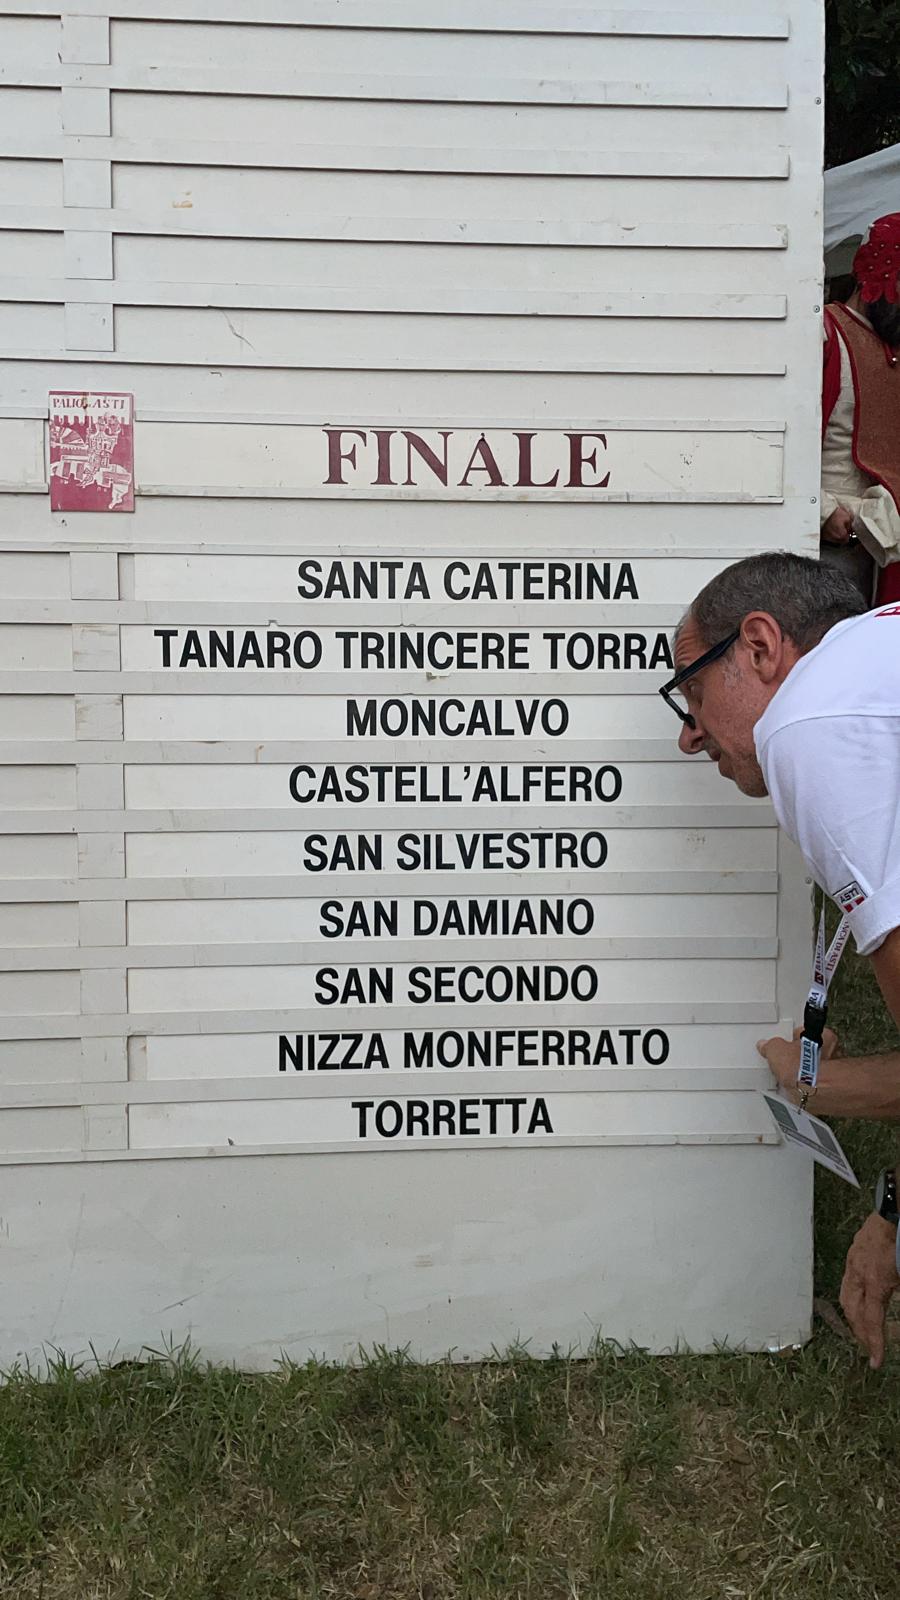 PALIO ASTI
FINALE
SANTA CATERINA
TANARO TRINCERE TORRA
MONCALVO
CASTELL'ALFERO
SAN SILVESTRO
SAN DAMIANO
SAN SECONDO
NIZZA MONFERRATO
TORRETTA
ASTI